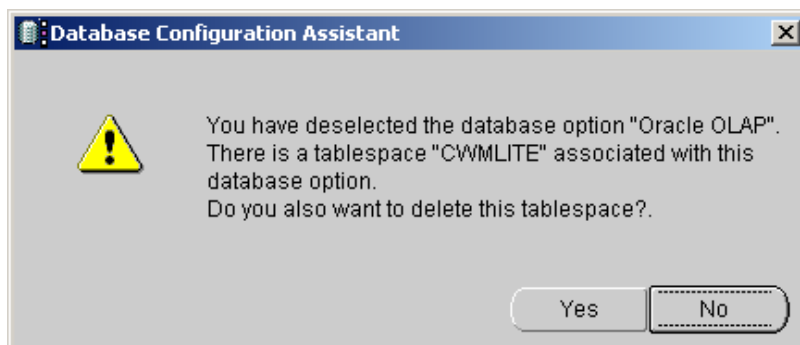 Database Configuration Assistant
You have deselected the database option "Oracle OLAP".
There is a tablespace "CWMLITE" associated with this
database option.
Do you also want to delete this tablespace?.
Yes
No